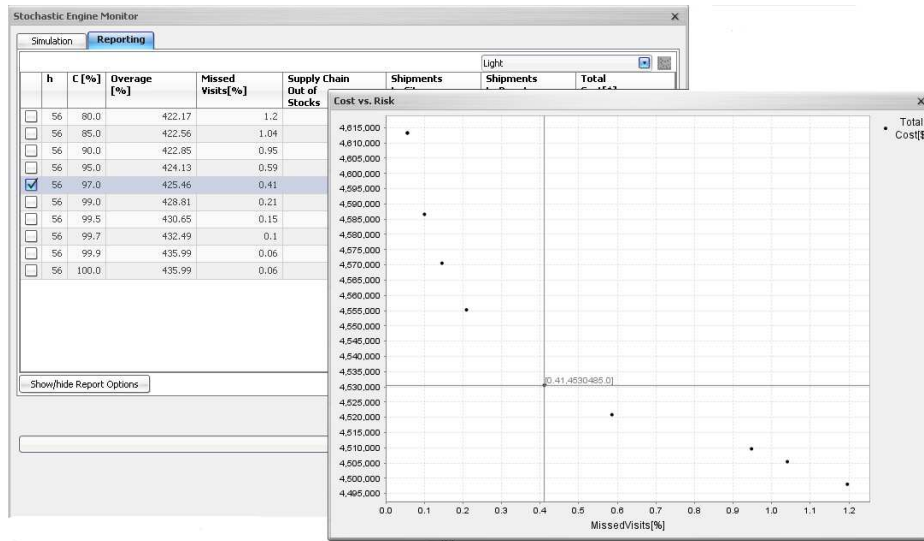 Stochastic Engine Monitor
Simulation
Reporting
Light
h C [%] Overage [%] Missed Visits[%] Supply Chain Out of Stocks Shipments Shipments Total
56 80.0 422.17 1.2
56 85.0 422.56 1.04
56 90.0 422.85 0.95
56 95.0 424.13 0.59
56 97.0 425.46 0.41
56 99.0 428.81 0.21
56 99.5 430.65 0.15
56 99.7 432.49 0.1
56 99.9 435.99 0.06
56 100.0 435.99 0.06
Show/hide Report Options
Cost vs. Risk
4,615,000
4,610,000
4,605,000
4,600,000
4,595,000
4,590,000
4,585,000
4,580,000
4,575,000
4,570,000
4,565,000
4,560,000
4,555,000
4,550,000
4,545,000
4,540,000
4,535,000
4,530,000
4,525,000
4,520,000
4,515,000
4,510,000
4,505,000
4,500,000
4,495,000
[0.41,4530485.0]
0.0 0.1 0.2 0.3 0.4 0.5 0.6 0.7 0.8 0.9 1.0 1.1 1.2
MissedVisits[%]
Total
Cost[$